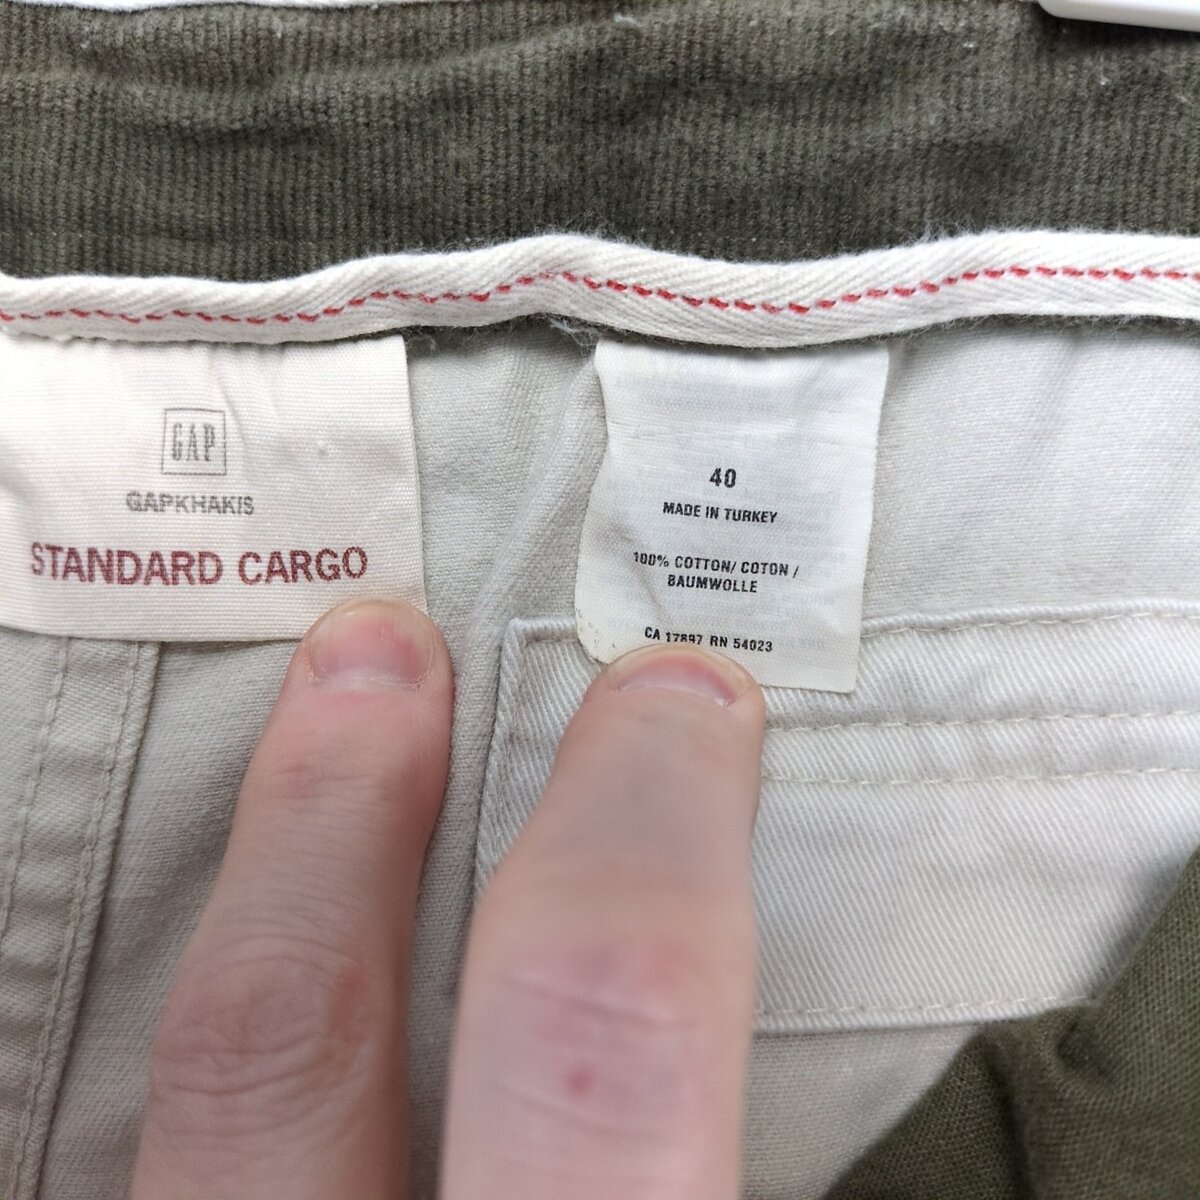 GAP
GAPKHAKIS
STANDARD CARGO
40
MADE IN TURKEY
100% COTTON/ COTON /
BAUMWOLLE
CA 17897 RN 54023